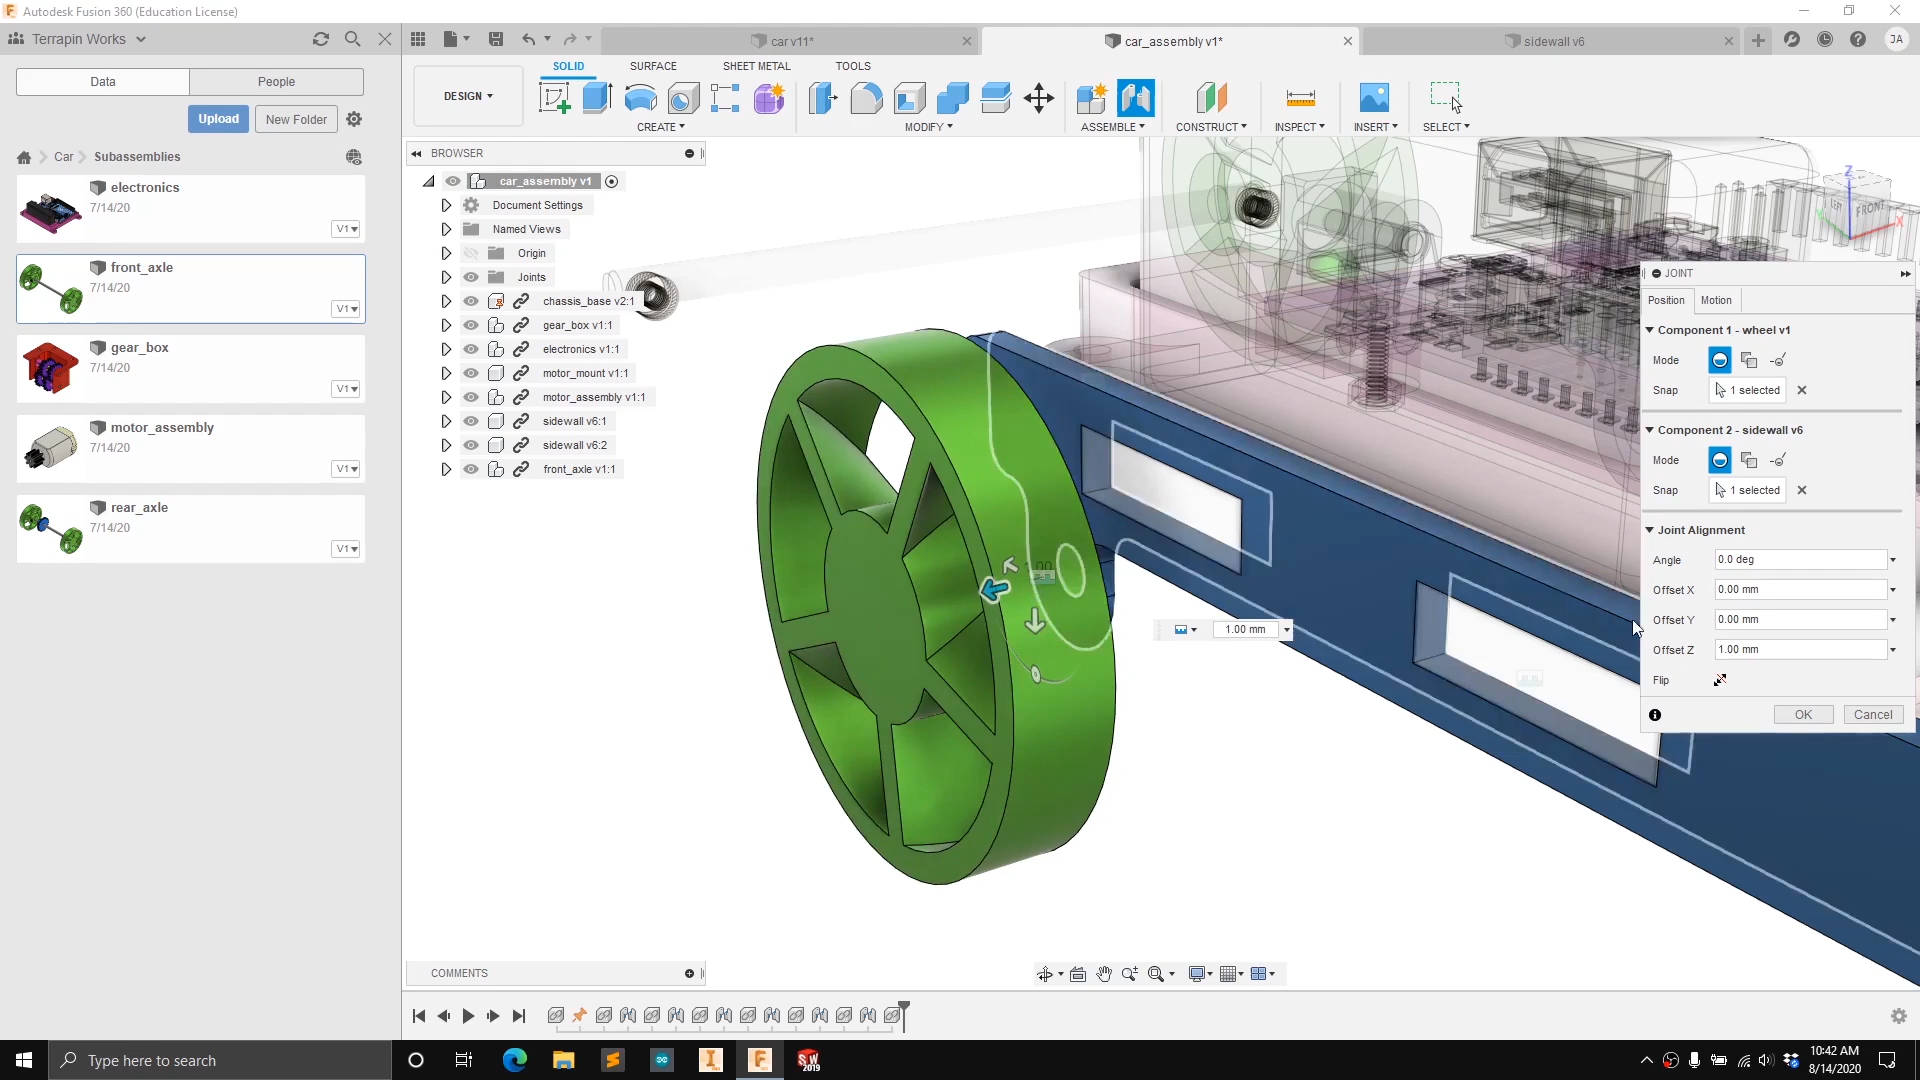 Autodesk Fusion 360 (Education License)
Terrapin Works
car v11*
car_assembly v1*
sidewall v6
JA
Data
People
Upload
New Folder
Car
Subassemblies
electronics
7/14/20
V1
front_axle
7/14/20
V1
gear_box
7/14/20
V1
motor_assembly
7/14/20
V1
rear_axle
7/14/20
V1
SOLID
SURFACE
SHEET METAL
TOOLS
DESIGN
CREATE
MODIFY
ASSEMBLE
CONSTRUCT
INSPECT
INSERT
SELECT
BROWSER
car_assembly v1
Document Settings
Named Views
Origin
Joints
chassis_base v2:1
gear_box v1:1
electronics v1:1
motor_mount v1:1
motor_assembly v1:1
sidewall v6:1
sidewall v6:2
front_axle v1:1
Z
LEFT
FRONT
X
1.00
1.00 mm
JOINT
Position
Motion
Component 1 - wheel v1
Mode
Snap
1 selected
Component 2 - sidewall v6
Mode
Snap
1 selected
Joint Alignment
Angle
0.0 deg
Offset X
0.00 mm
Offset Y
0.00 mm
Offset Z
1.00 mm
Flip
OK
Cancel
COMMENTS
Type here to search
SW
2019
10:42 AM
8/14/2020